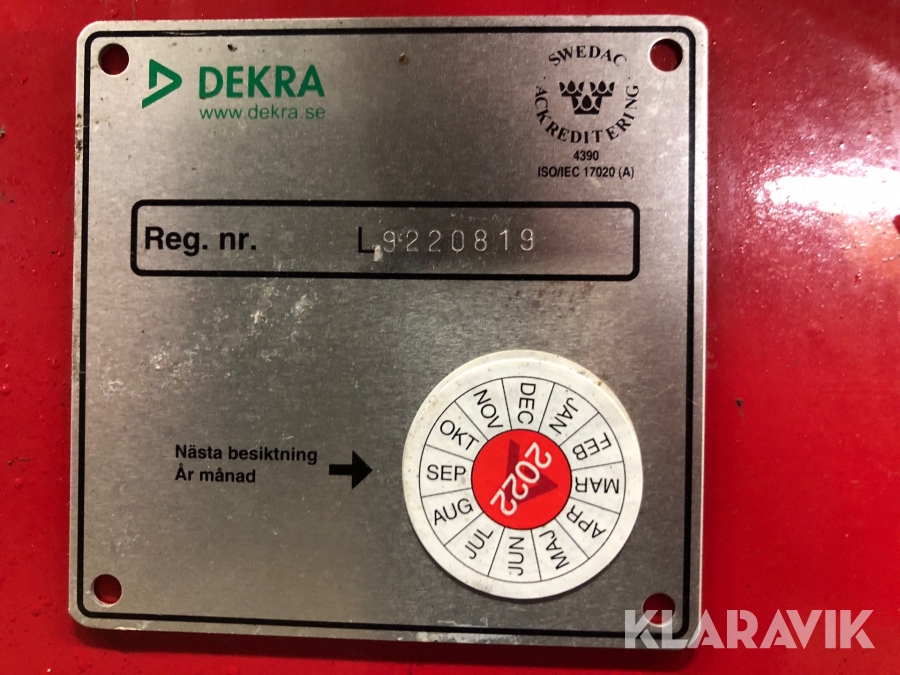 DEKRA
www.dekra.se
SWEDAC
ACKREDITERING
4390
ISO/IEC 17020 (A)
Reg. nr. L9220819
Nästa besiktning
År månad
JAN
FEB
MAR
APR
MAJ
JUN
JUL
AUG
SEP
OKT
NOV
DEC
2022
KLARAVIK